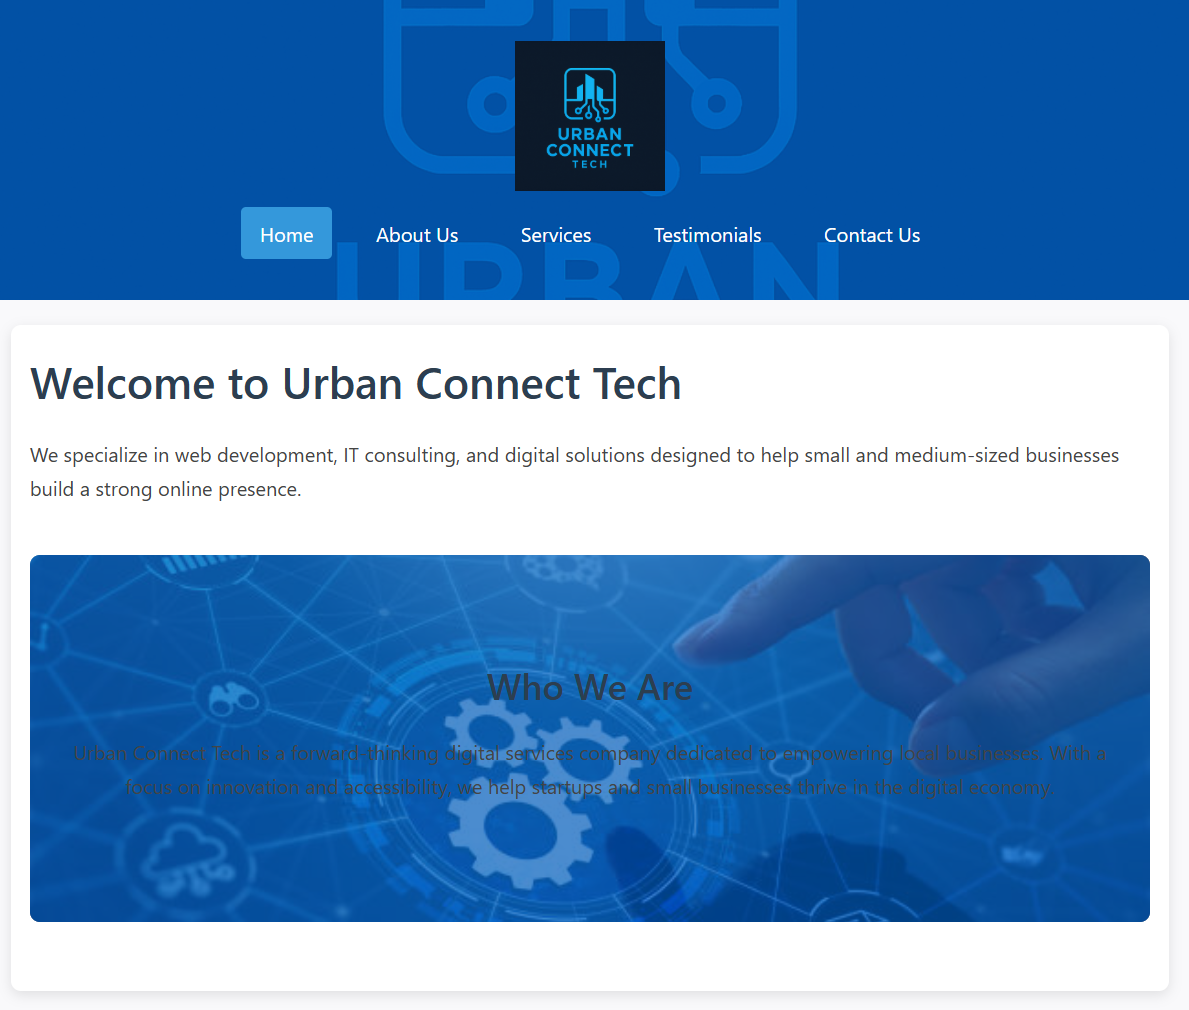 URBAN
CONNECT
TECH
Home About Us Services Testimonials Contact Us
URBAN
Welcome to Urban Connect Tech
We specialize in web development, IT consulting, and digital solutions designed to help small and medium-sized businesses
build a strong online presence.
Who We Are
Urban Connect Tech is a forward-thinking digital services company dedicated to empowering local businesses. With a
focus on innovation and accessibility, we help startups and small businesses thrive in the digital economy.